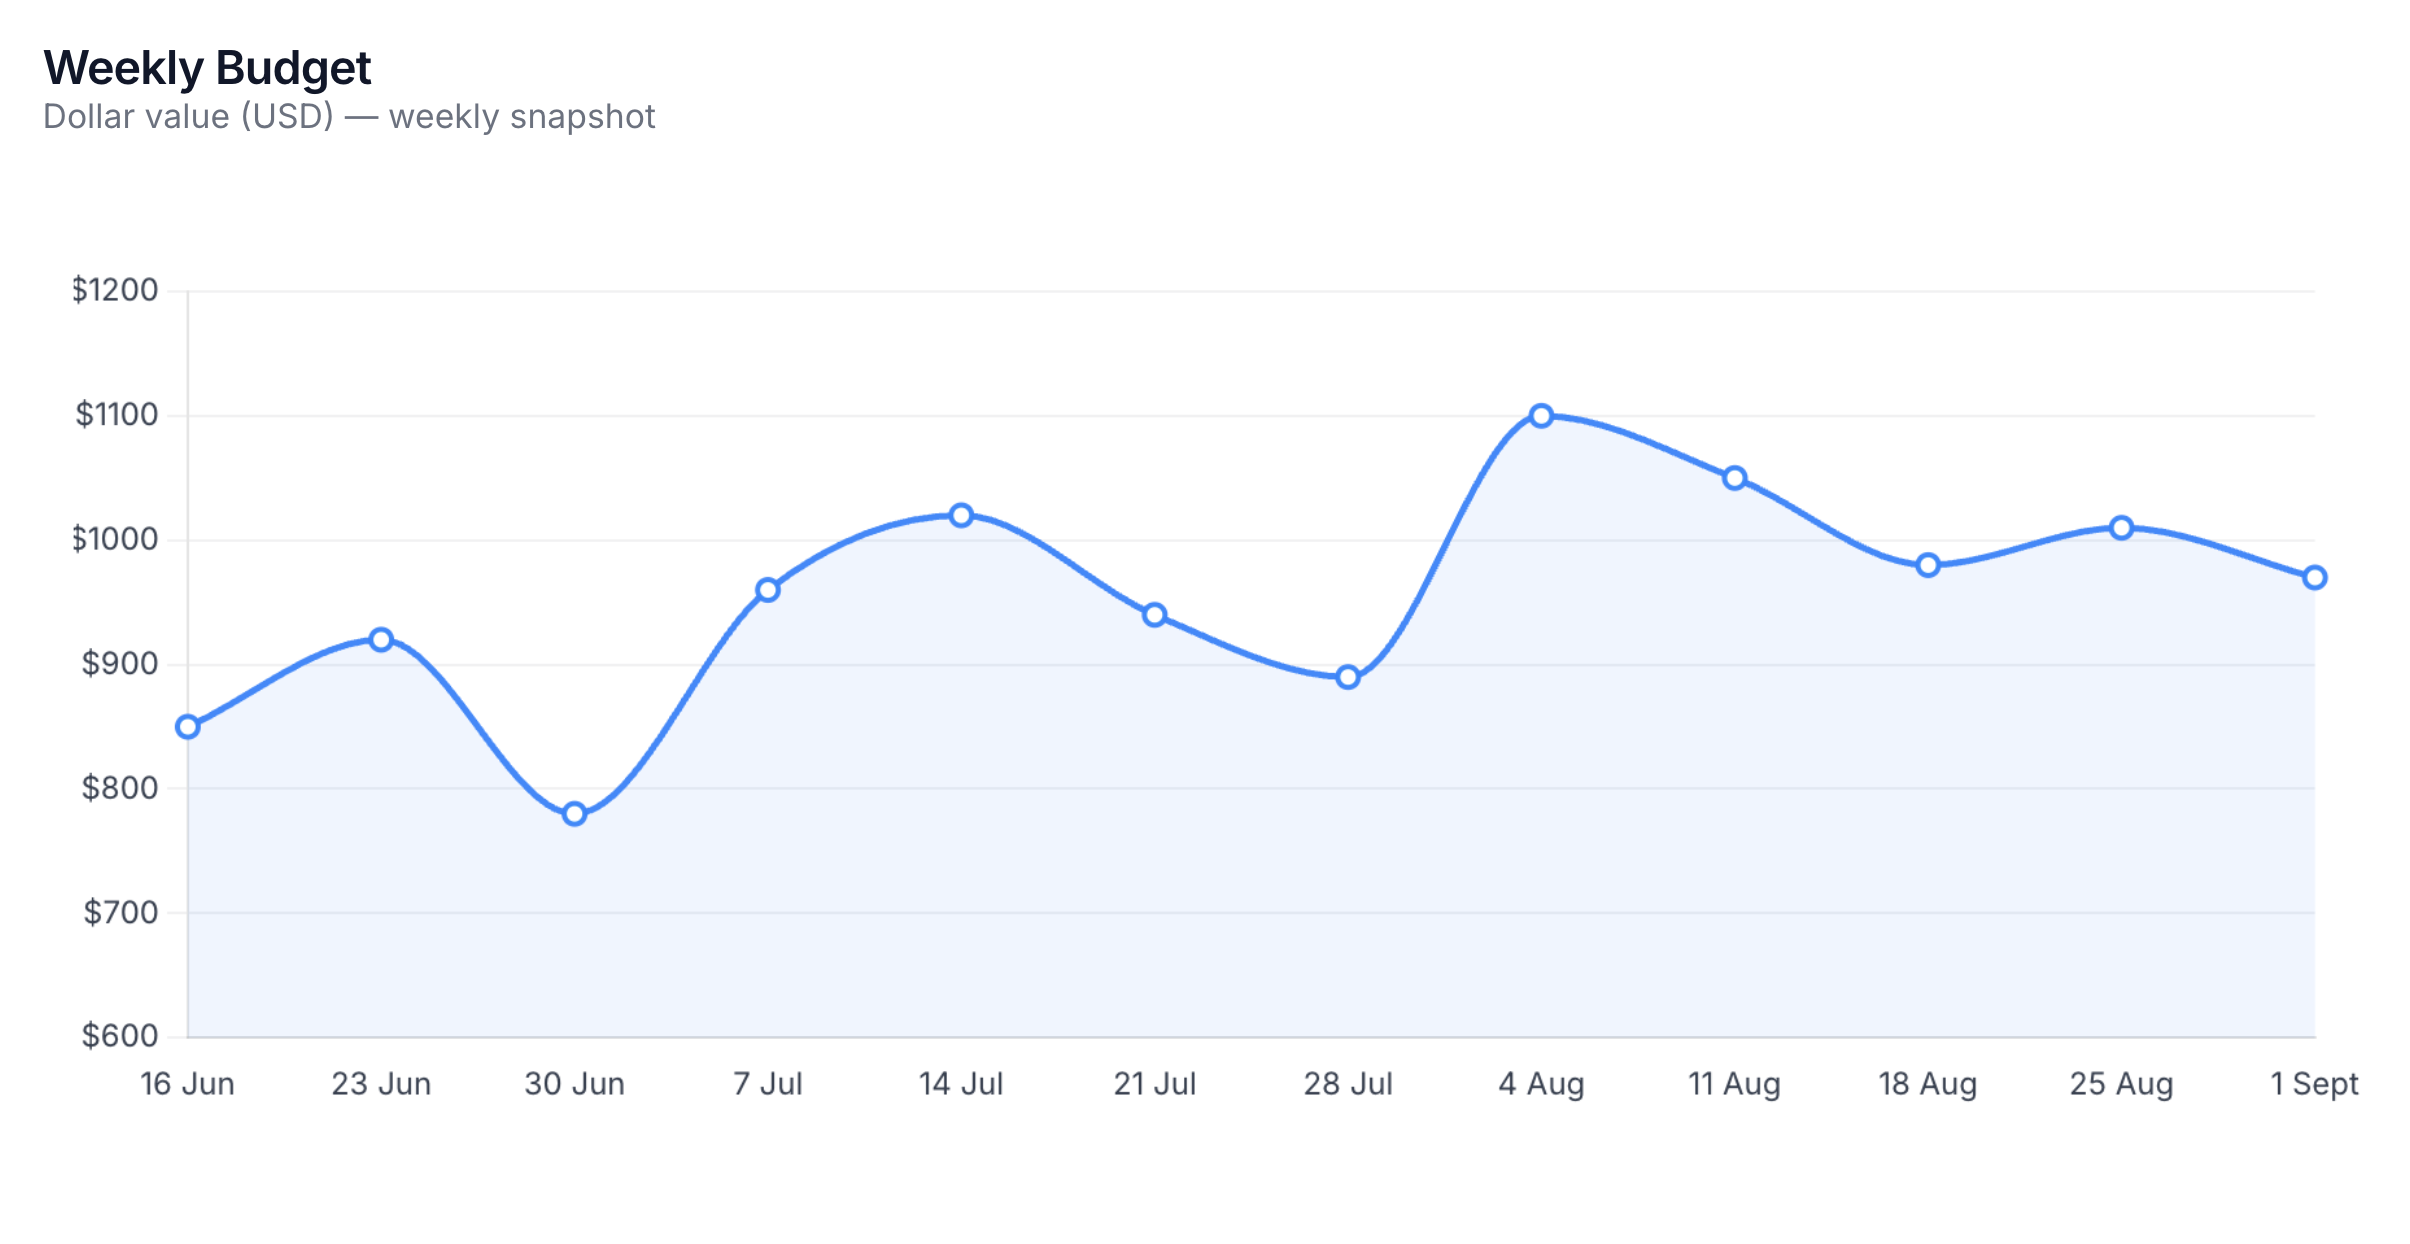 Weekly Budget
Dollar value (USD) — weekly snapshot
$1200
$1100
$1000
$900
$800
$700
$600
16 Jun 23 Jun 30 Jun 7 Jul 14 Jul 21 Jul 28 Jul 4 Aug 11 Aug 18 Aug 25 Aug 1 Sept